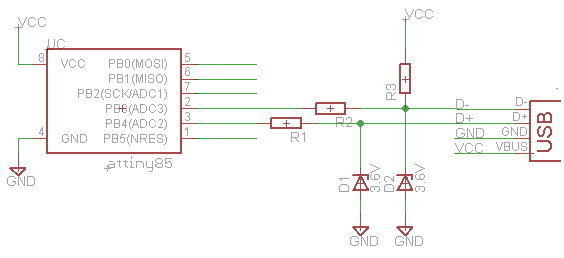 VCC
VCC
UC
8 VCC PB0(MOSI) 5
PB1(MISO) 6
PB2(SCK/ADC1) 7
PB3(ADC3) 2
PB4(ADC2) 3
4 GND PB5(NRES) 1
attiny85
GND
R3
R2
R1
D- D-
D+ D+
GND GND
VCC VBUS
USB
D1 3.6V
D2 3.6V
GND
GND